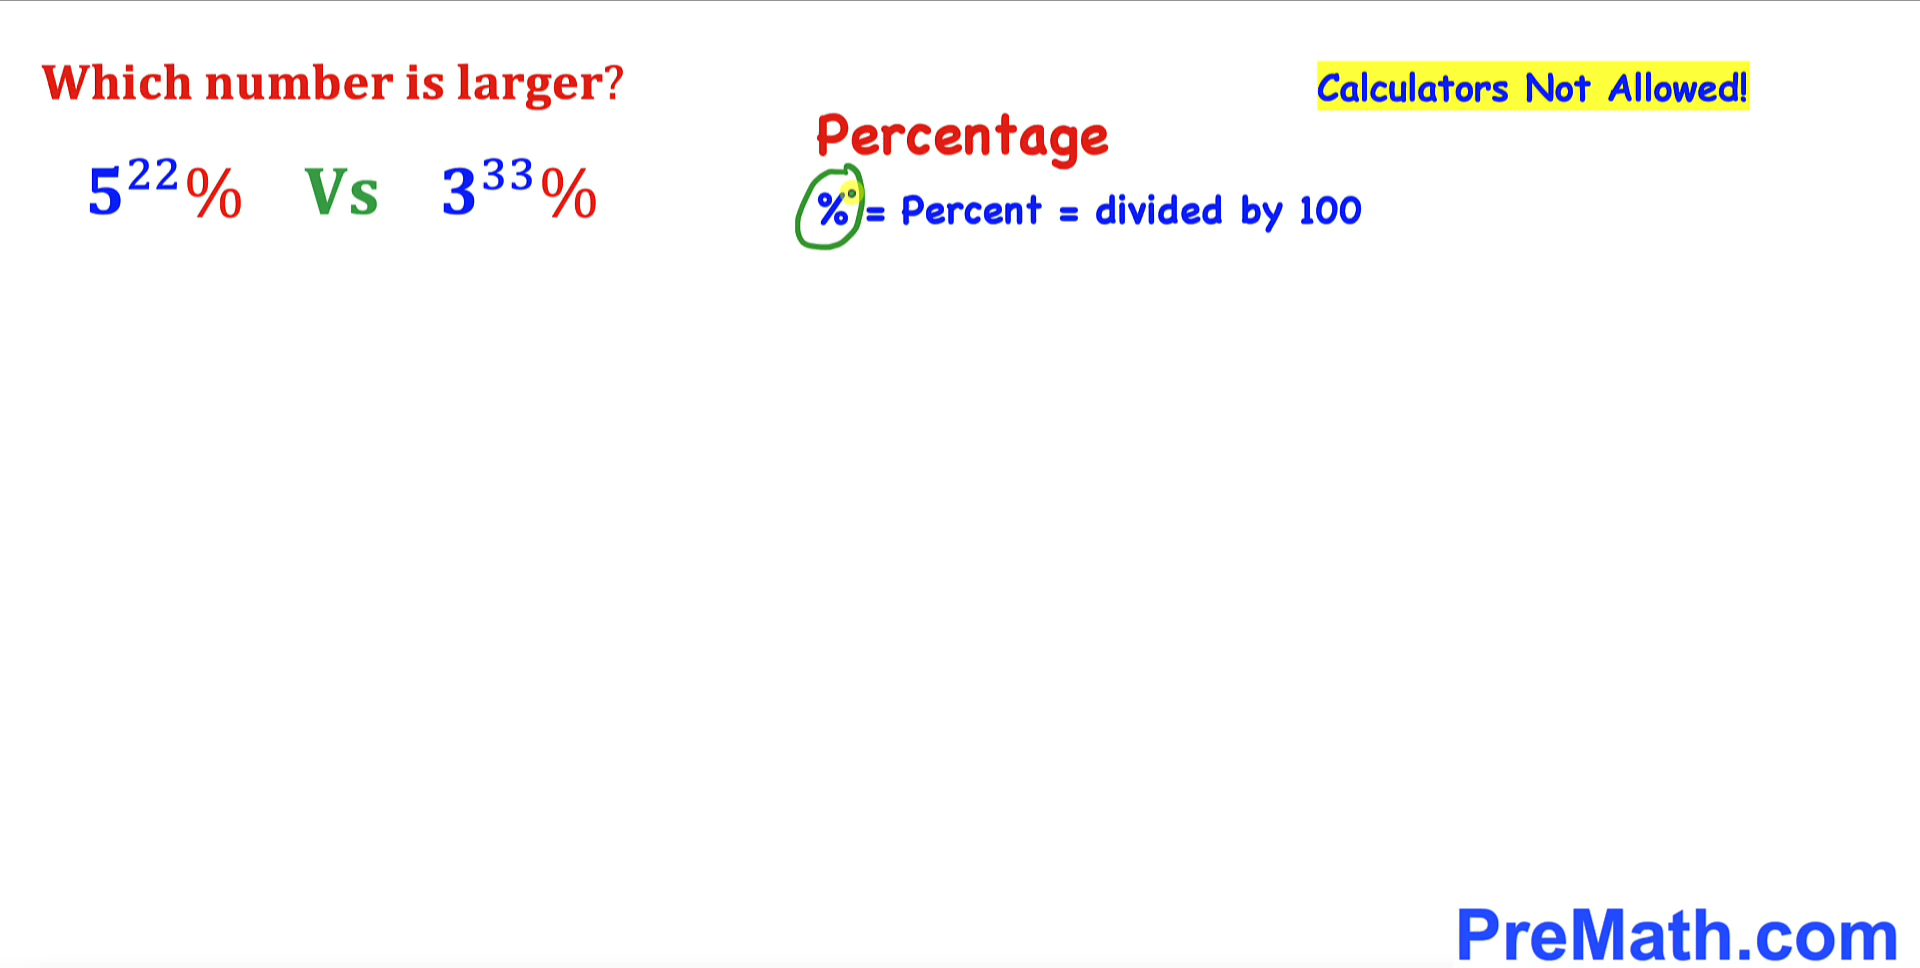 Which number is larger?
Calculators Not Allowed!
Percentage
5²²% Vs 3³³%
% = Percent = divided by 100
PreMath.com